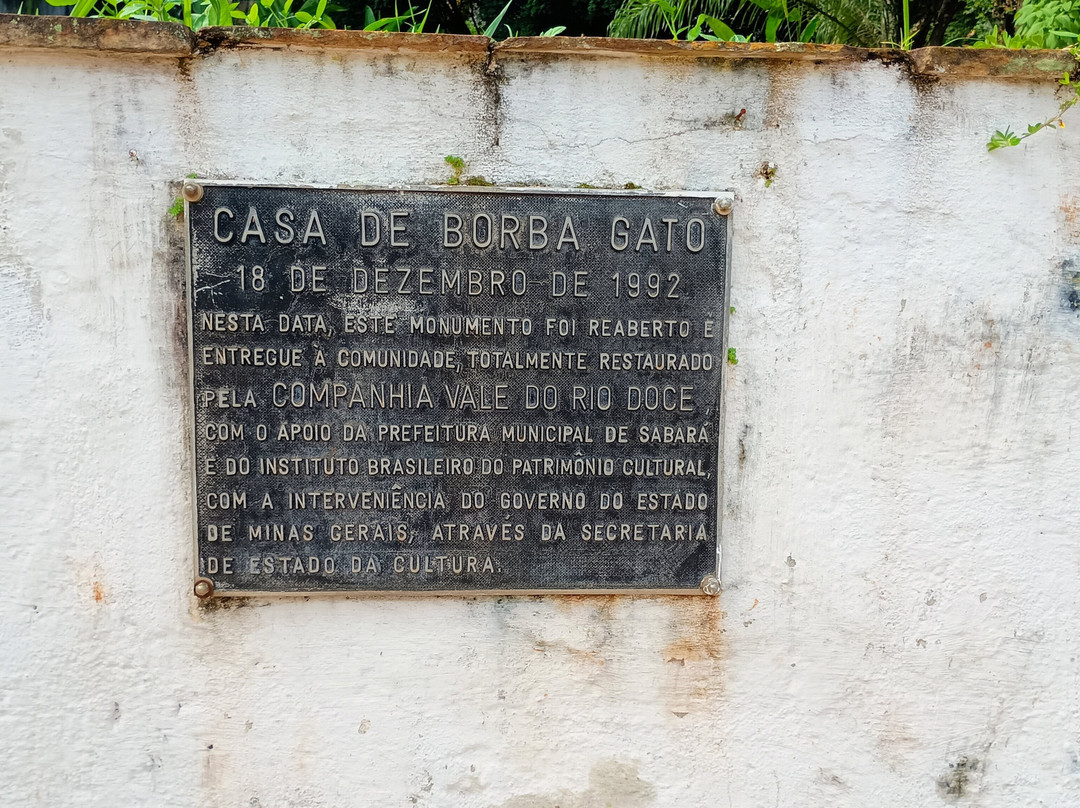 CASA DE BORBA GATO
18 DE DEZEMBRO DE 1992
NESTA DATA, ESTE MONUMENTO FOI REABERTO E
ENTREGUE À COMUNIDADE, TOTALMENTE RESTAURADO
PELA COMPANHIA VALE DO RIO DOCE,
COM O APOIO DA PREFEITURA MUNICIPAL DE SABARÁ
E DO INSTITUTO BRASILEIRO DO PATRIMÔNIO CULTURAL,
COM A INTERVENIÊNCIA DO GOVERNO DO ESTADO
DE MINAS GERAIS, ATRAVÉS DA SECRETARIA
DE ESTADO DA CULTURA.